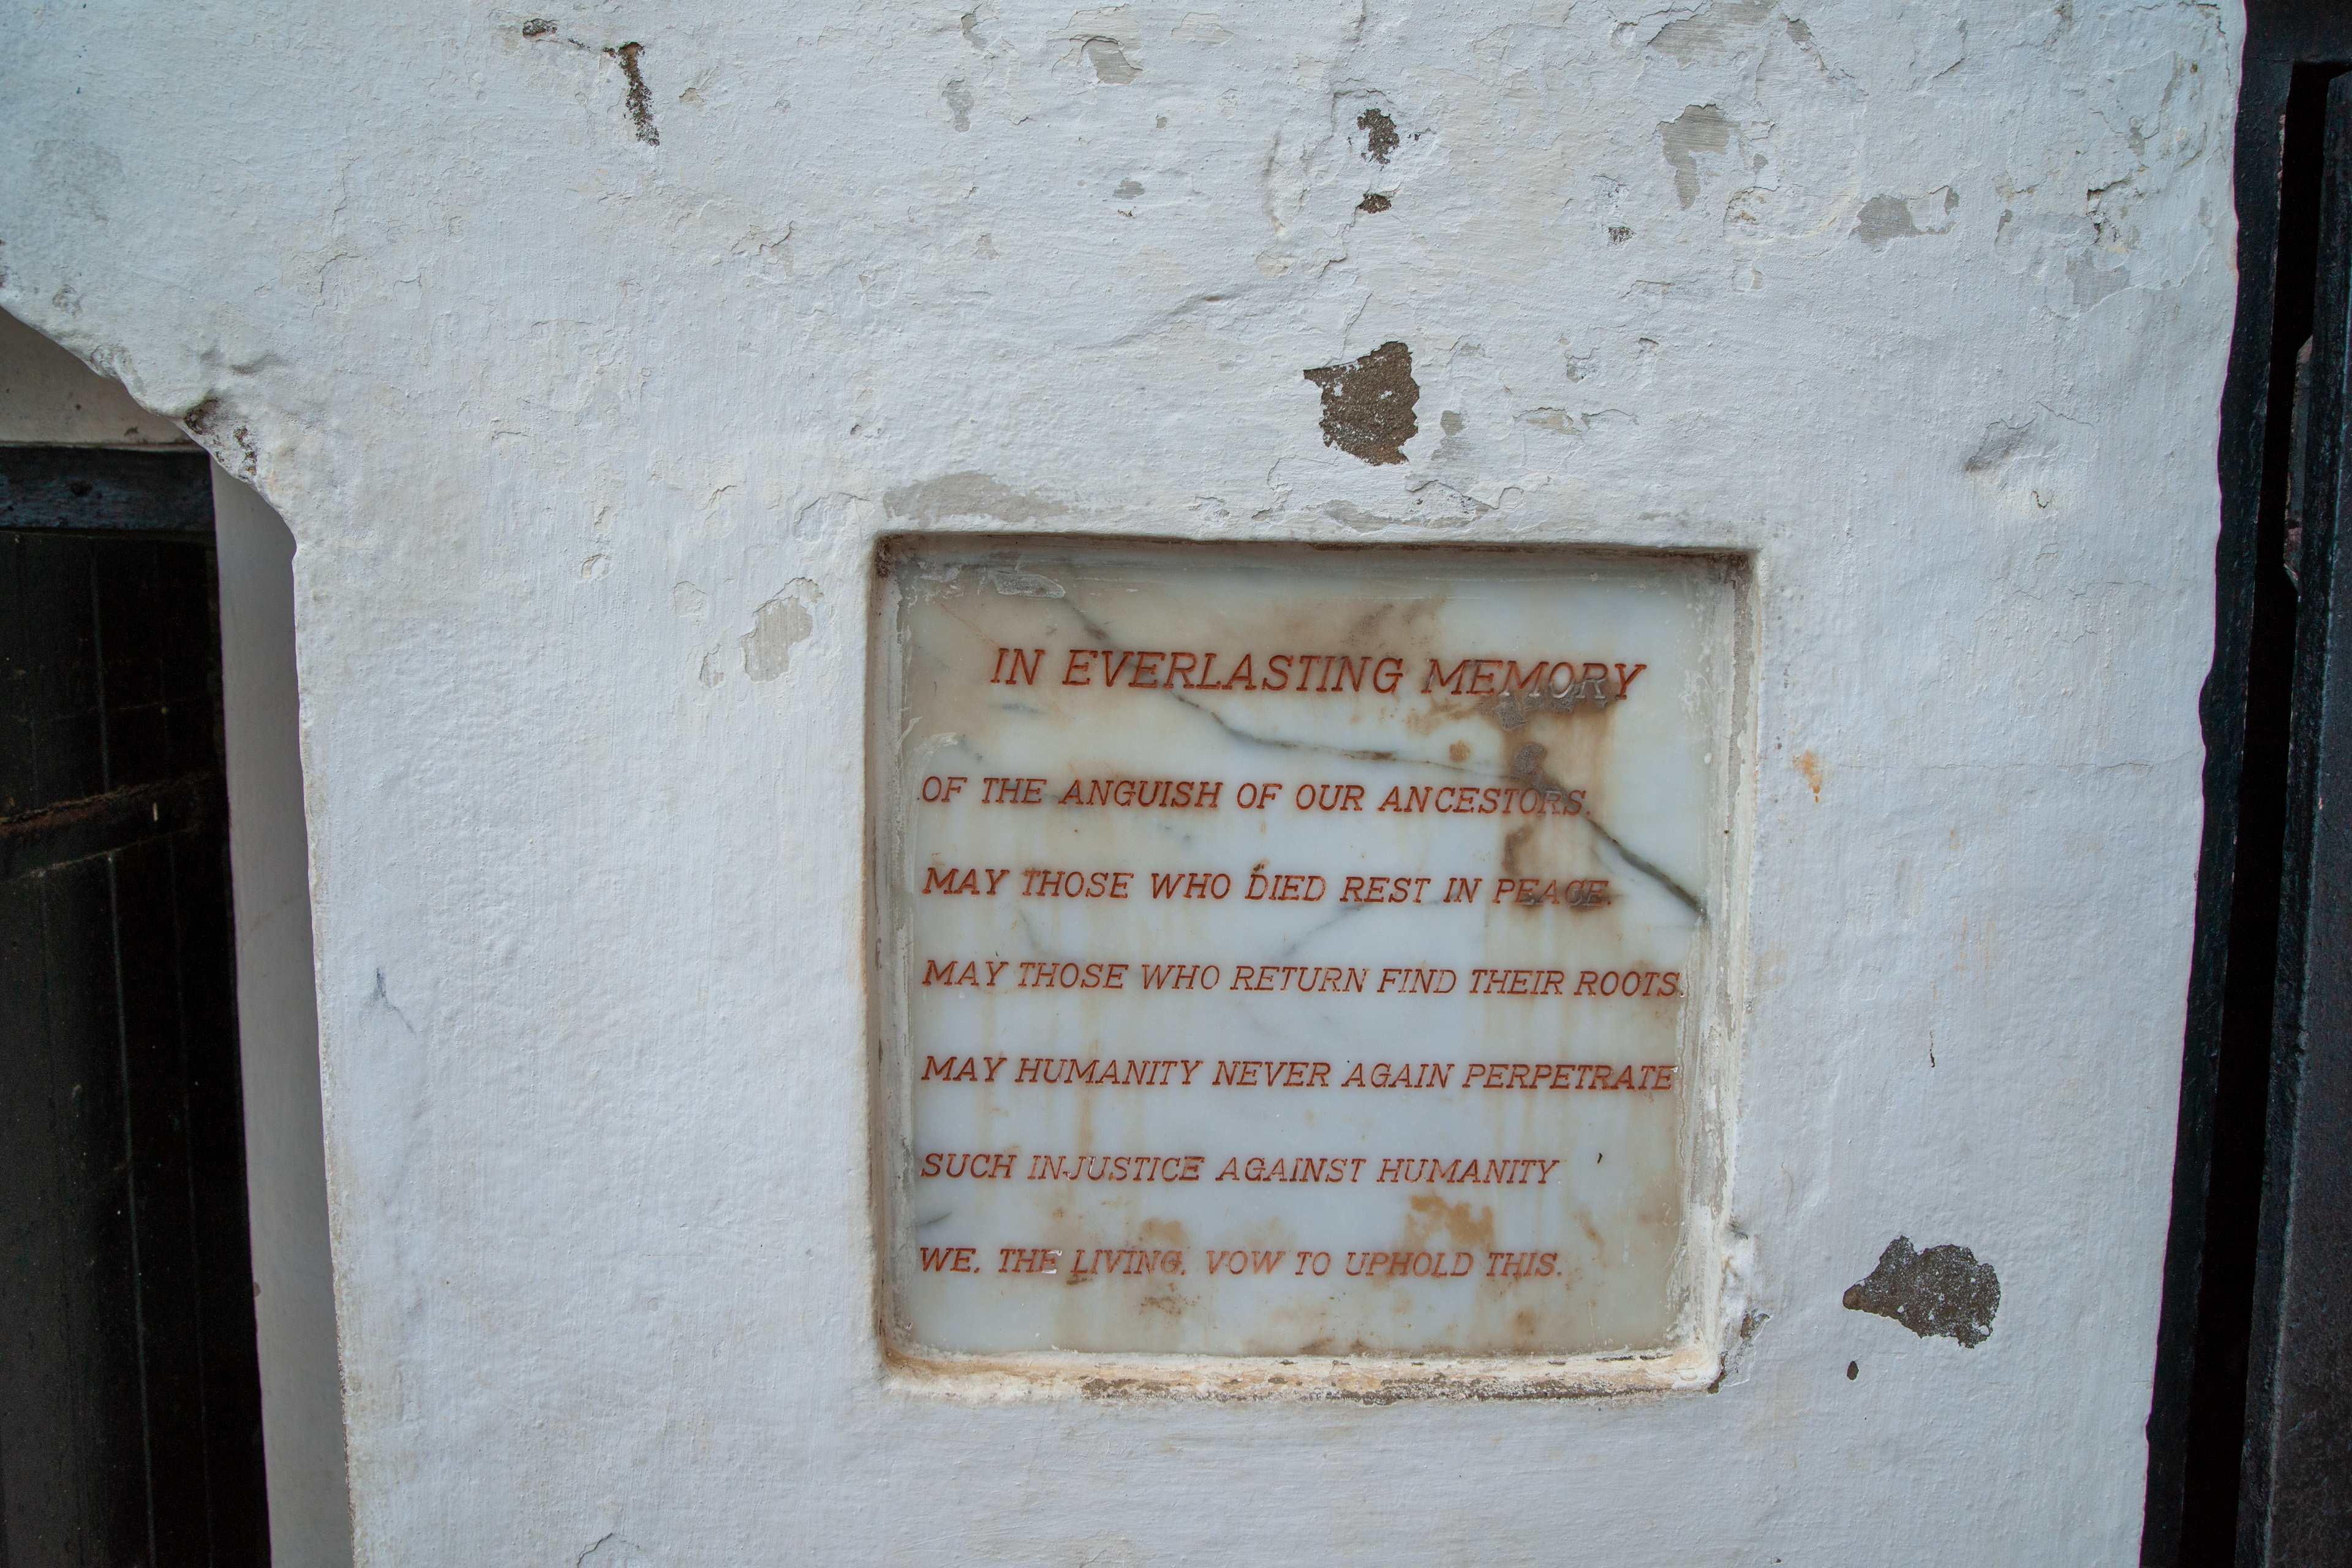 IN EVERLASTING MEMORY
OF THE ANGUISH OF OUR ANCESTORS.
MAY THOSE WHO DIED REST IN PEACE.
MAY THOSE WHO RETURN FIND THEIR ROOTS.
MAY HUMANITY NEVER AGAIN PERPETRATE
SUCH INJUSTICE AGAINST HUMANITY
WE, THE LIVING, VOW TO UPHOLD THIS.